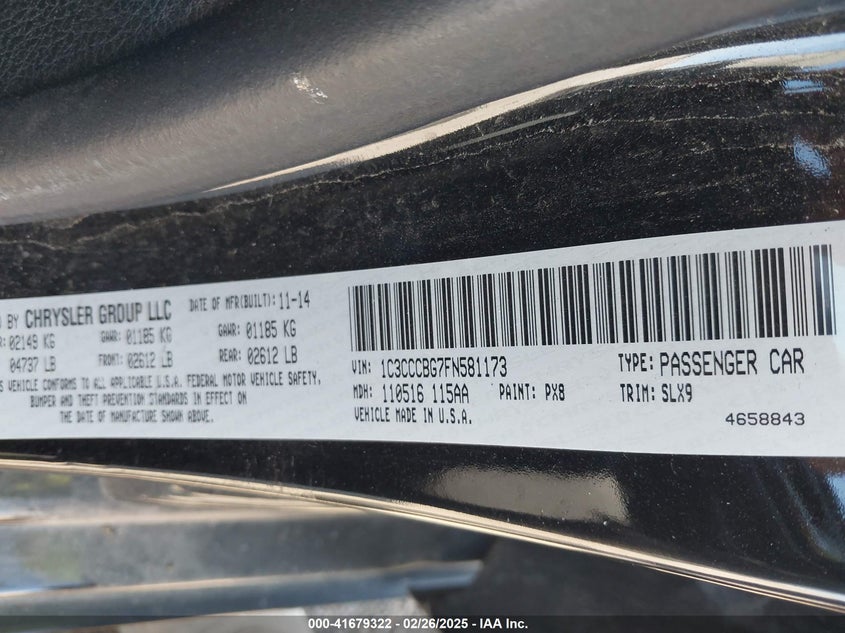 D BY CHRYSLER GROUP LLC DATE OF MFR(BUILT): 11-14
02149 KG GAWR: 01185 KG GAWR: 01185 KG
04737 LB FRONT: 02612 LB REAR: 02612 LB
S VEHICLE CONFORMS TO ALL APPLICABLE U.S.A. FEDERAL MOTOR VEHICLE SAFETY,
BUMPER AND THEFT PREVENTION STANDARDS IN EFFECT ON
THE DATE OF MANUFACTURE SHOWN ABOVE.
VIN: 1C3CCCBG7FN581173 TYPE: PASSENGER CAR
MDH: 110516 115AA PAINT: PX8 TRIM: SLX9
VEHICLE MADE IN U.S.A. 4658843
000-41679322 - 02/26/2025 - IAA Inc.